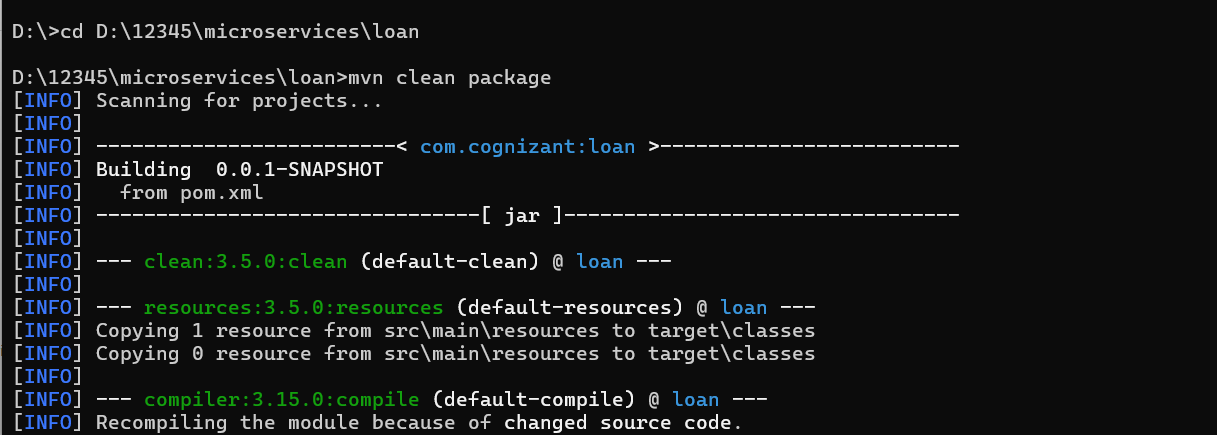 D:\>cd D:\12345\microservices\loan
D:\12345\microservices\loan>mvn clean package
[INFO] Scanning for projects...
[INFO]
[INFO] -------------------------< com.cognizant:loan >-------------------------
[INFO] Building  0.0.1-SNAPSHOT
[INFO]   from pom.xml
[INFO] --------------------------------[ jar ]---------------------------------
[INFO]
[INFO] --- clean:3.5.0:clean (default-clean) @ loan ---
[INFO]
[INFO] --- resources:3.5.0:resources (default-resources) @ loan ---
[INFO] Copying 1 resource from src\main\resources to target\classes
[INFO] Copying 0 resource from src\main\resources to target\classes
[INFO]
[INFO] --- compiler:3.15.0:compile (default-compile) @ loan ---
[INFO] Recompiling the module because of changed source code.